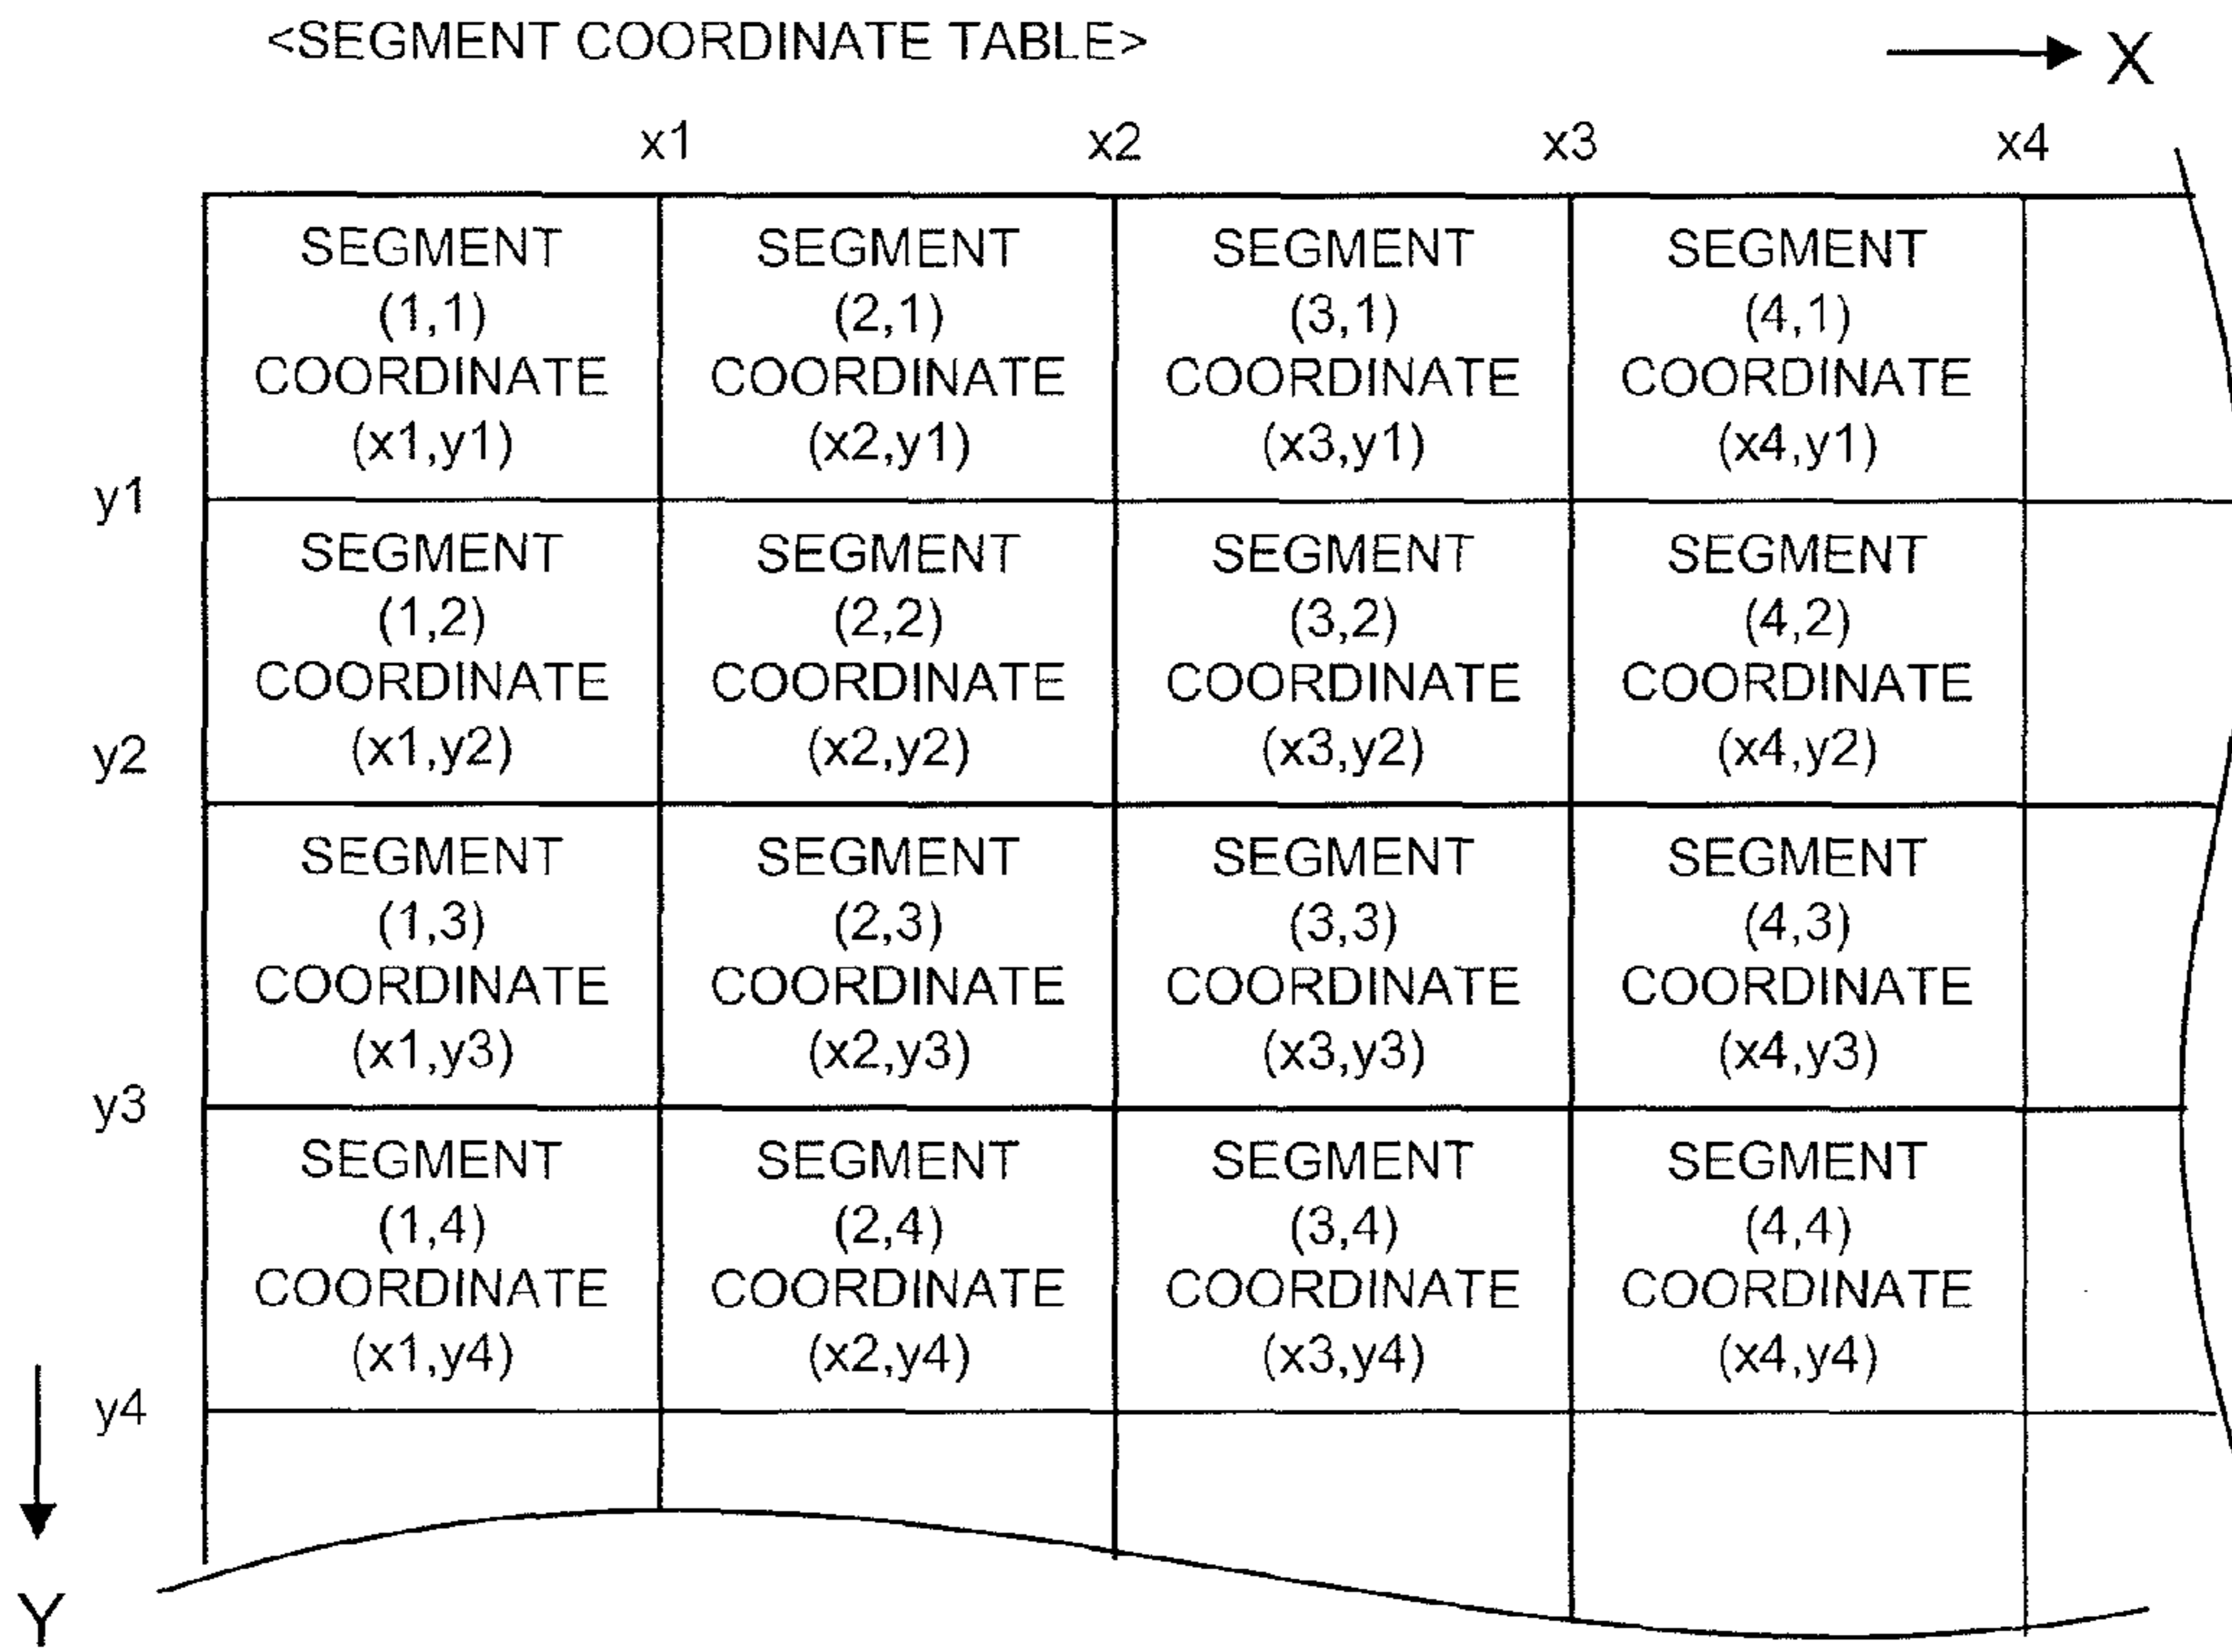 <SEGMENT COORDINATE TABLE>
X
x1 x2 x3 x4
SEGMENT SEGMENT SEGMENT SEGMENT
(1,1) (2,1) (3,1) (4,1)
COORDINATE COORDINATE COORDINATE COORDINATE
(x1,y1) (x2,y1) (x3,y1) (x4,y1)
y1
SEGMENT SEGMENT SEGMENT SEGMENT
(1,2) (2,2) (3,2) (4,2)
COORDINATE COORDINATE COORDINATE COORDINATE
(x1,y2) (x2,y2) (x3,y2) (x4,y2)
y2
SEGMENT SEGMENT SEGMENT SEGMENT
(1,3) (2,3) (3,3) (4,3)
COORDINATE COORDINATE COORDINATE COORDINATE
(x1,y3) (x2,y3) (x3,y3) (x4,y3)
y3
SEGMENT SEGMENT SEGMENT SEGMENT
(1,4) (2,4) (3,4) (4,4)
COORDINATE COORDINATE COORDINATE COORDINATE
(x1,y4) (x2,y4) (x3,y4) (x4,y4)
y4
Y